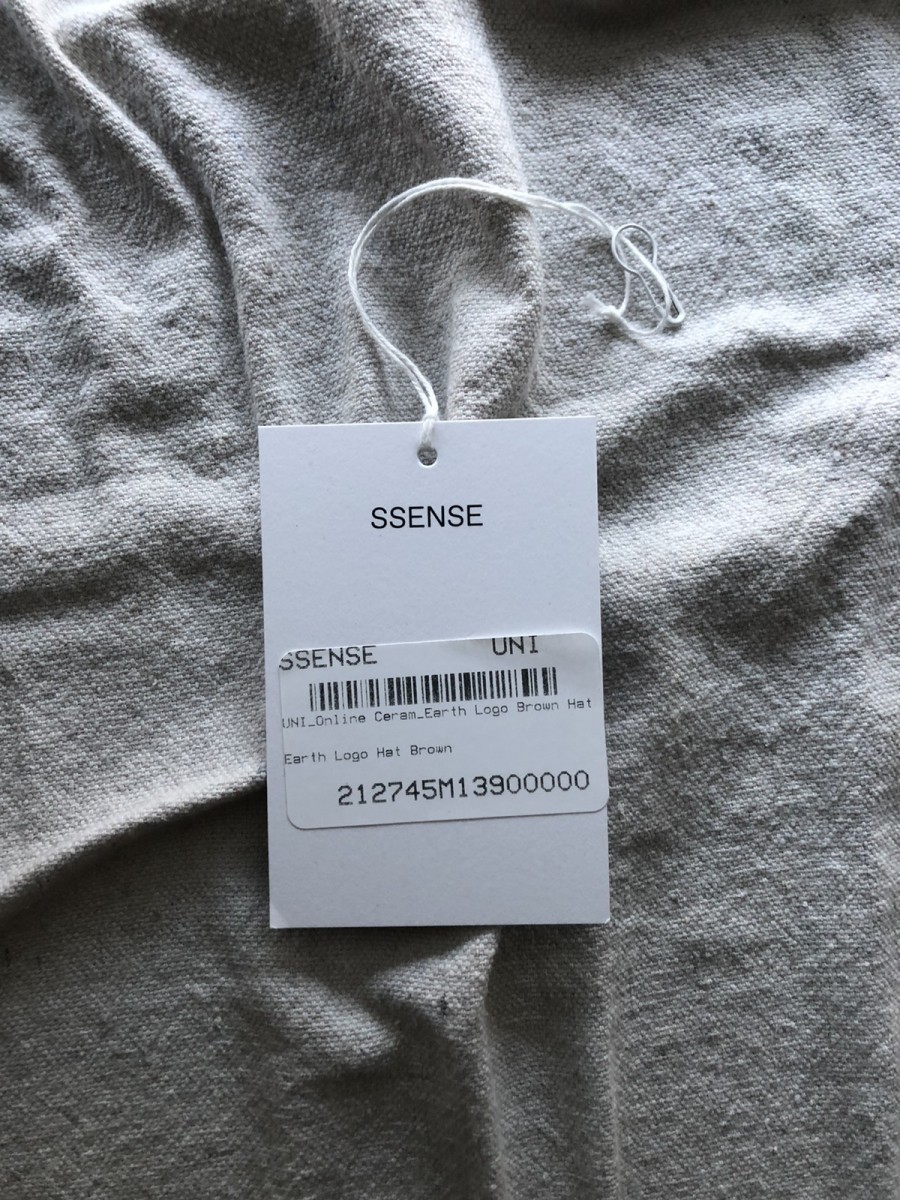 SSENSE
SSENSE UNI
UNI_Online Ceram_Earth Logo Brown Hat
Earth Logo Hat Brown
212745M13900000